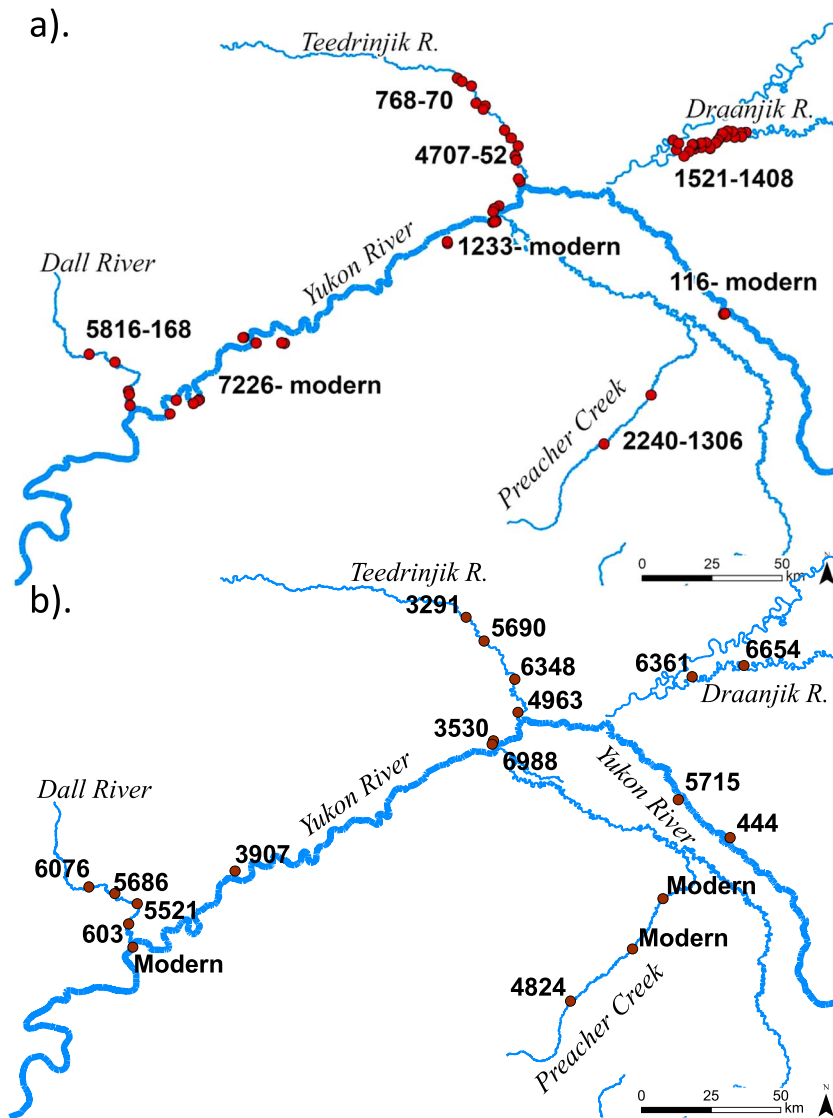 a).
Teedrinjik R.
768-70
Draanjik R.
4707-52
1521-1408
Yukon River
1233- modern
Dall River
116- modern
5816-168
7226- modern
Preacher Creek
2240-1306
0 25 50
km
N
b).
Teedrinjik R.
3291
5690
6654
6348
6361
Draanjik R.
4963
3530
6988
Yukon River
Yukon River
5715
Dall River
444
3907
6076
5686
Modern
5521
603
Modern
Modern
4824
Preacher Creek
0 25 50
km
N